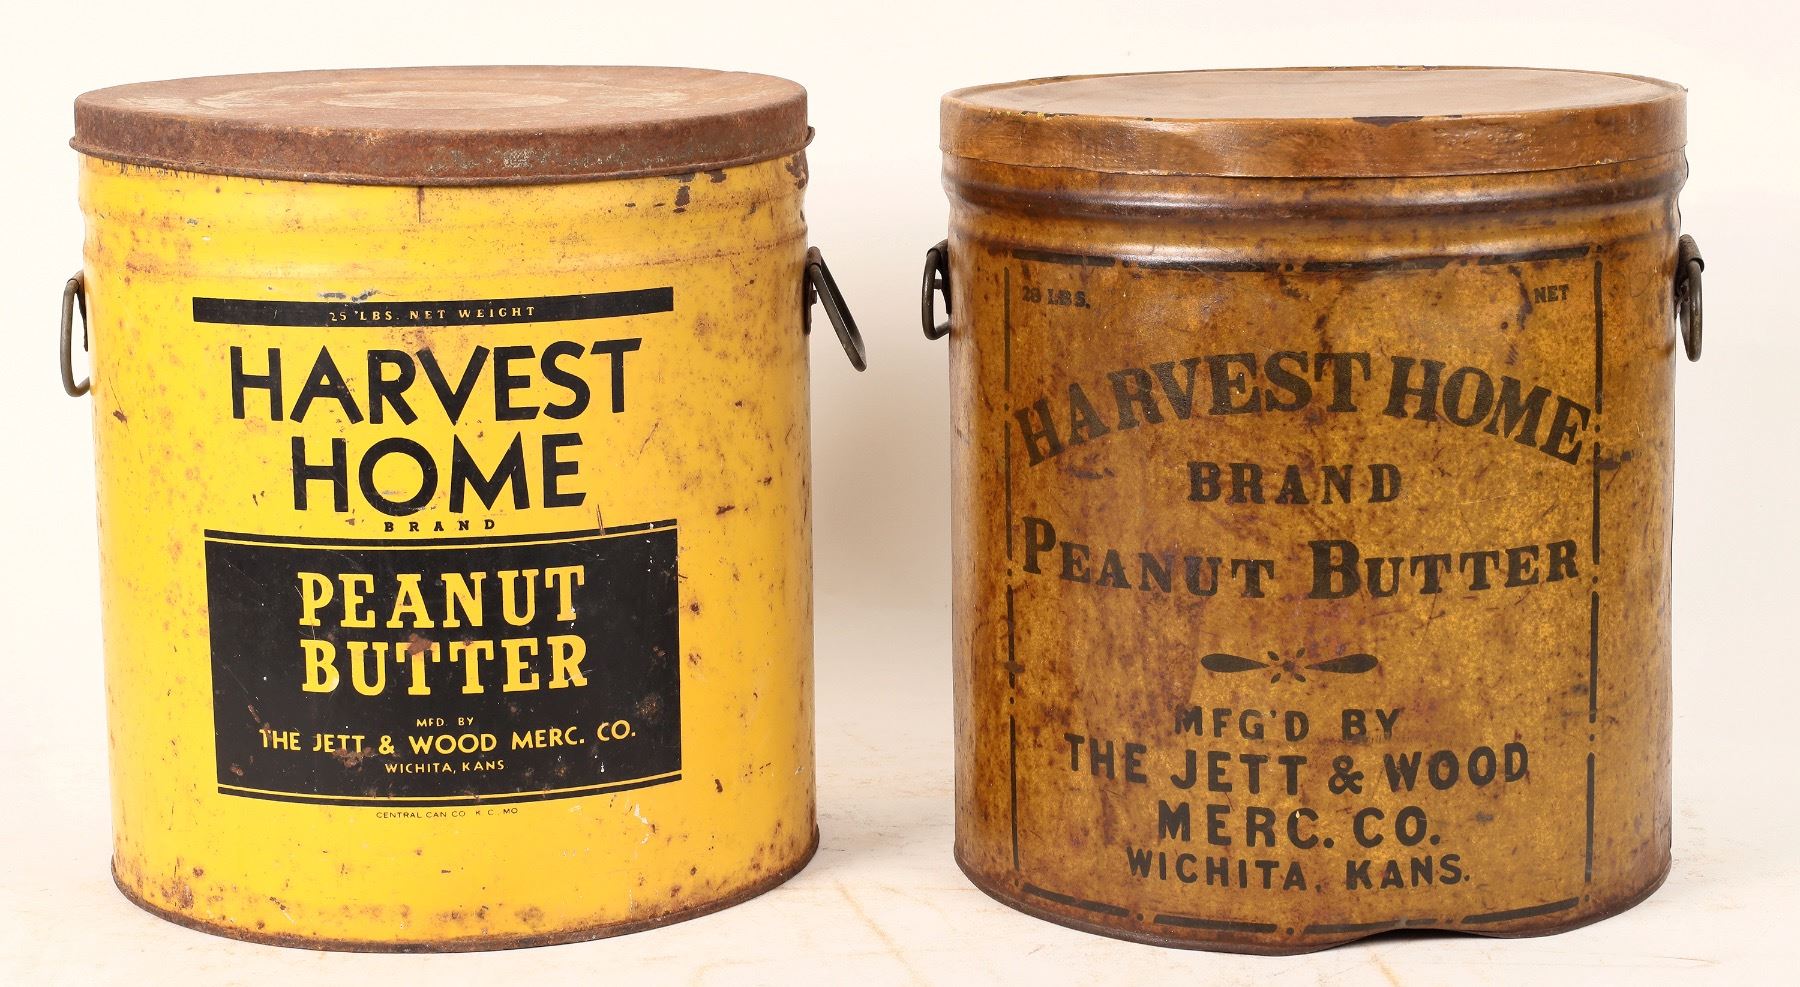 25 LBS. NET WEIGHT
HARVEST
HOME
BRAND
PEANUT
BUTTER
MFD. BY
THE JETT & WOOD MERC. CO.
WICHITA, KANS.
CENTRAL CAN CO. K.C., MO.
LBS. NET
HARVEST HOME
BRAND
PEANUT BUTTER
MFG'D BY
THE JETT & WOOD
MERC. CO.
WICHITA, KANS.